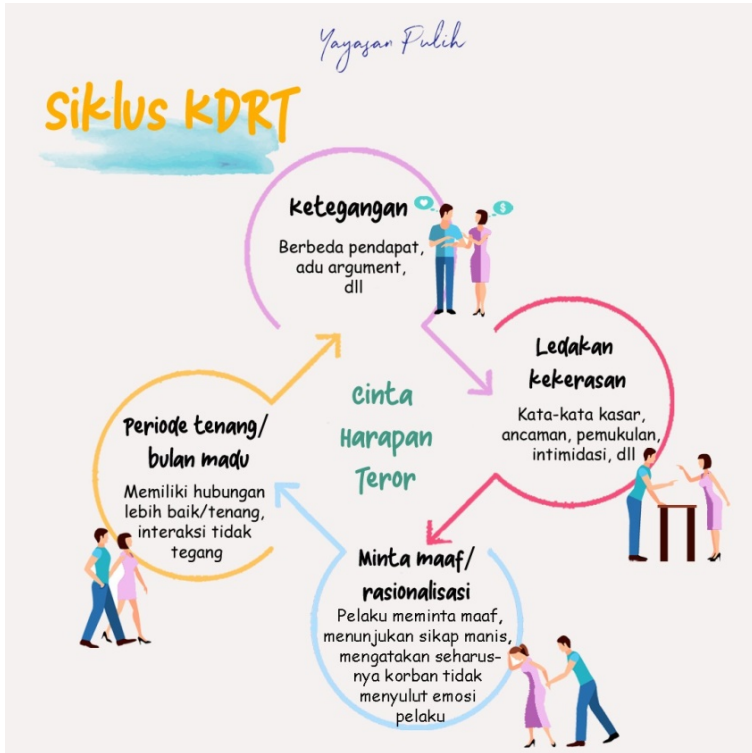 Yayasan Pulih
Siklus KDRT
Ketegangan
Berbeda pendapat,
adu argument,
dll
Ledakan
kekerasan
Kata-kata kasar,
ancaman, pemukulan,
intimidasi, dll
Minta maaf/
rasionalisasi
Pelaku meminta maaf,
menunjukan sikap manis,
mengatakan seharus-
nya korban tidak
menyulut emosi
pelaku
Periode tenang/
bulan madu
Memiliki hubungan
lebih baik/tenang,
interaksi tidak
tegang
Cinta
Harapan
Teror
$